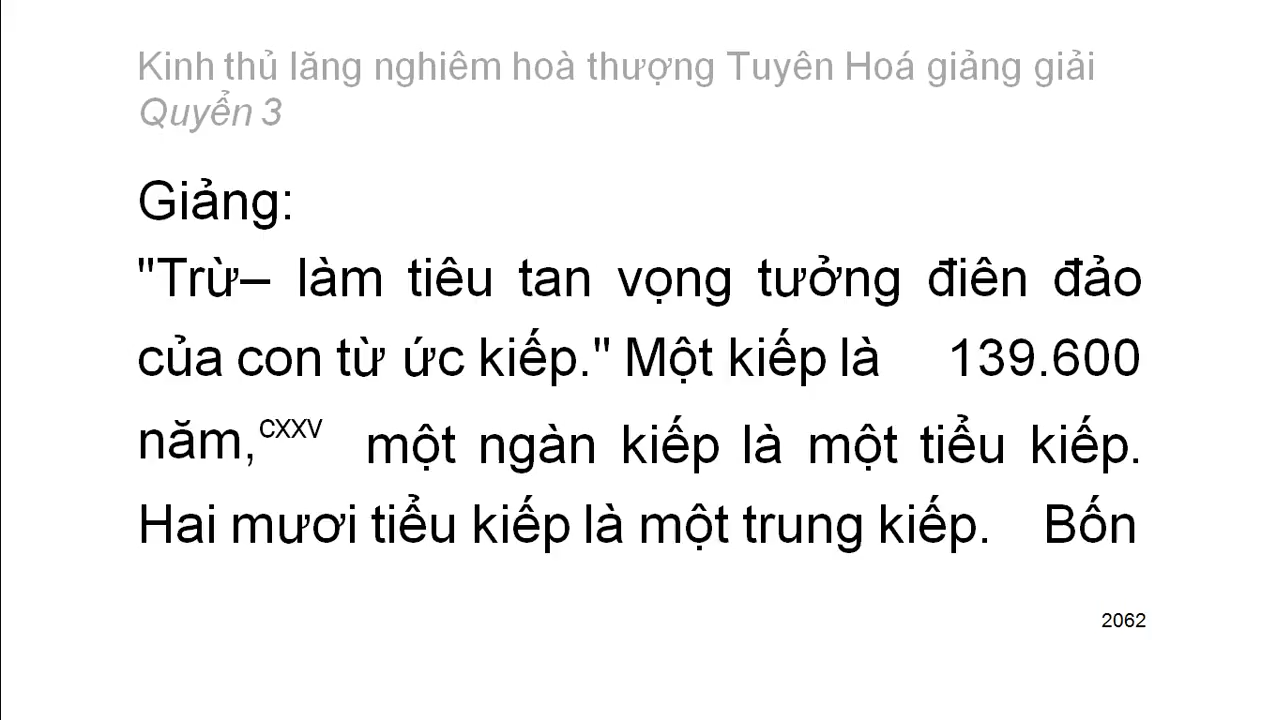 Kinh thủ lăng nghiêm hoà thượng Tuyên Hoá giảng giải
Quyển 3
Giảng:
"Trừ– làm tiêu tan vọng tưởng điên đảo
của con từ ức kiếp." Một kiếp là 139.600
năm,CXXV một ngàn kiếp là một tiểu kiếp.
Hai mươi tiểu kiếp là một trung kiếp. Bốn
2062